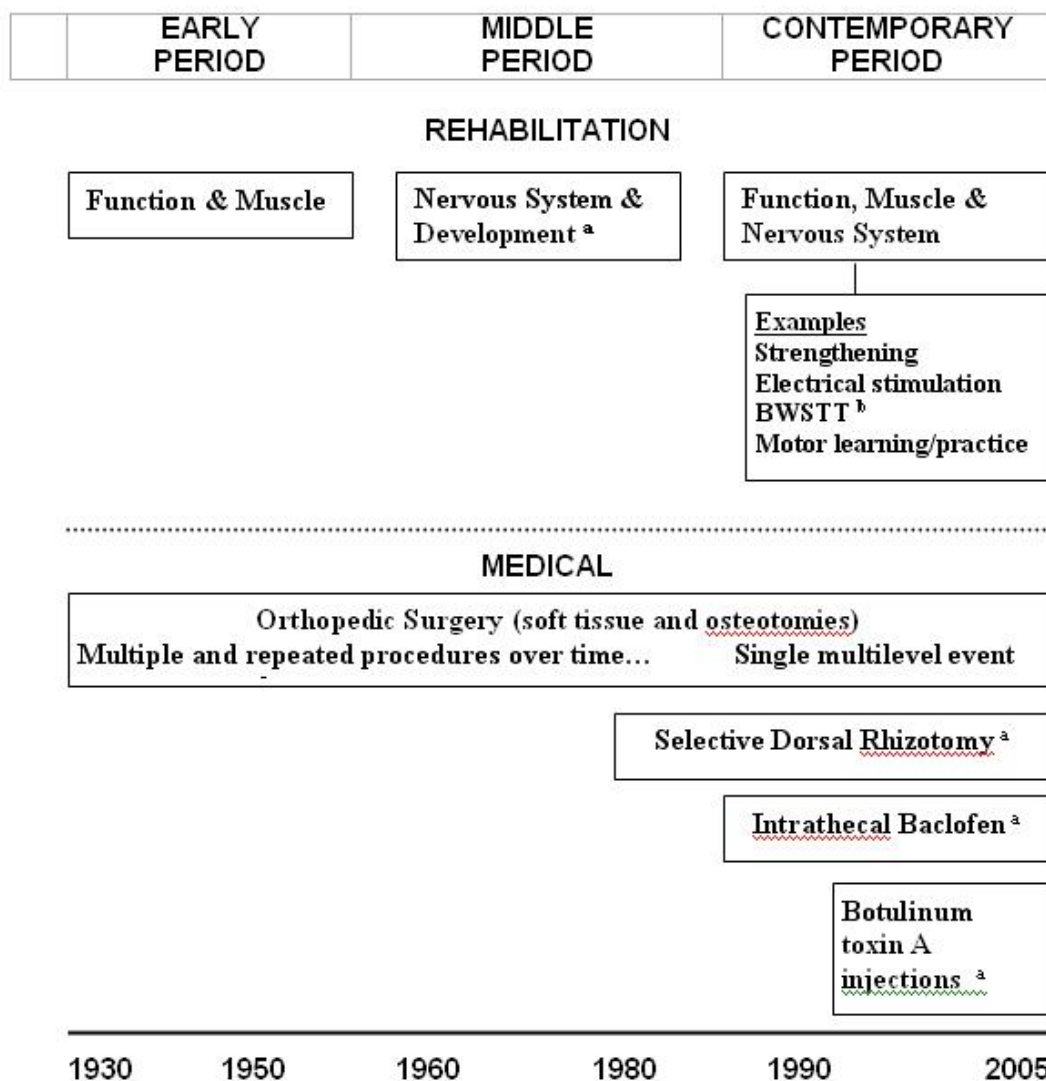 EARLY PERIOD
MIDDLE PERIOD
CONTEMPORARY PERIOD
REHABILITATION
Function & Muscle
Nervous System &
Development a
Function, Muscle &
Nervous System
Examples
Strengthening
Electrical stimulation
BWSTT b
Motor learning/practice
MEDICAL
Orthopedic Surgery (soft tissue and osteotomies)
Multiple and repeated procedures over time… Single multilevel event
Selective Dorsal Rhizotomy a
Intrathecal Baclofen a
Botulinum
toxin A
injections a
1930 1950 1960 1980 1990 2005